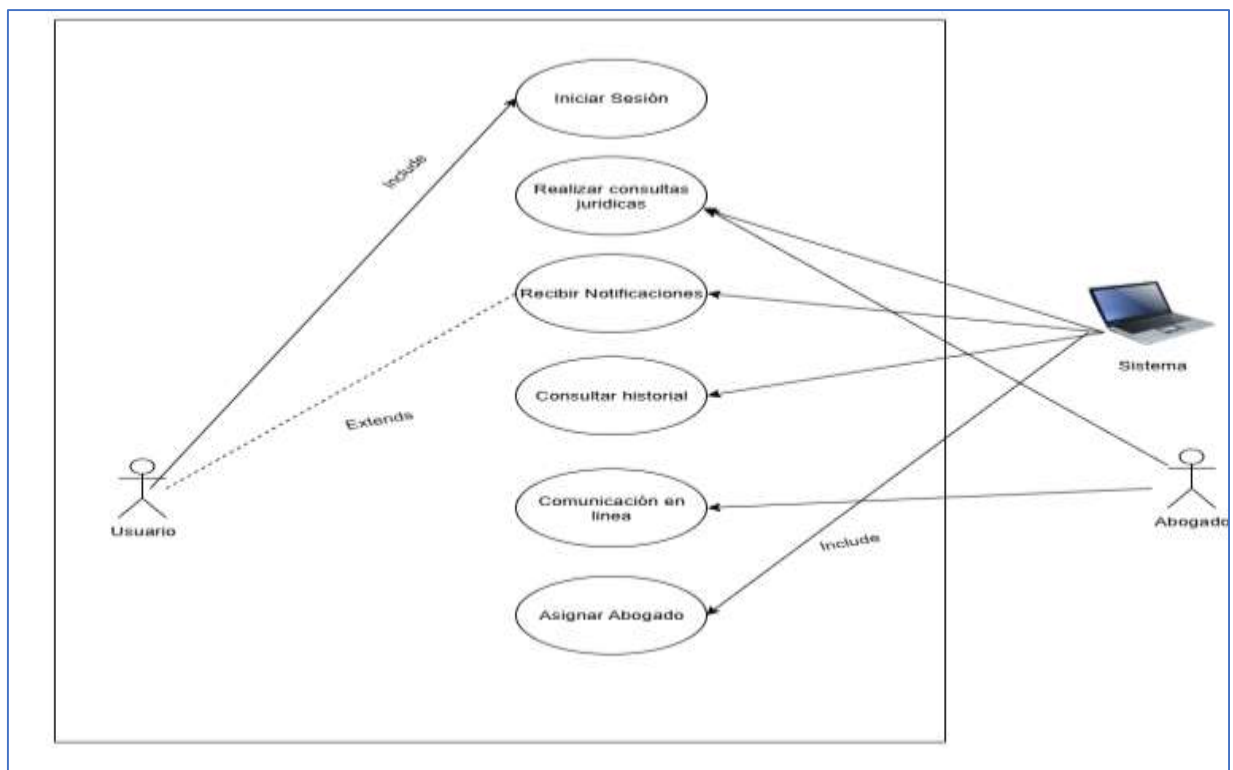 Iniciar Sesión
Include
Realizar consultas
juridicas
Recibir Notificaciones
Sistema
Consultar historial
Extends
Comunicación en
linea
Usuario
Abogado
Include
Asignar Abogado